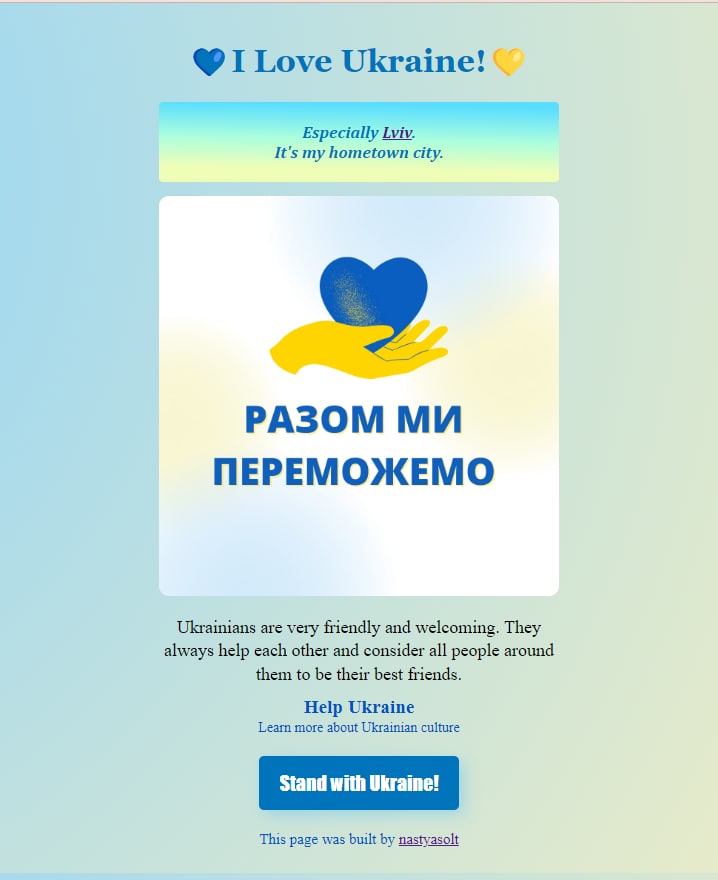 💙 I Love Ukraine! 💛
Especially Lviv.
It's my hometown city.
РАЗОМ МИ
ПЕРЕМОЖЕМО
Ukrainians are very friendly and welcoming. They
always help each other and consider all people around
them to be their best friends.
Help Ukraine
Learn more about Ukrainian culture
Stand with Ukraine!
This page was built by nastyasolt